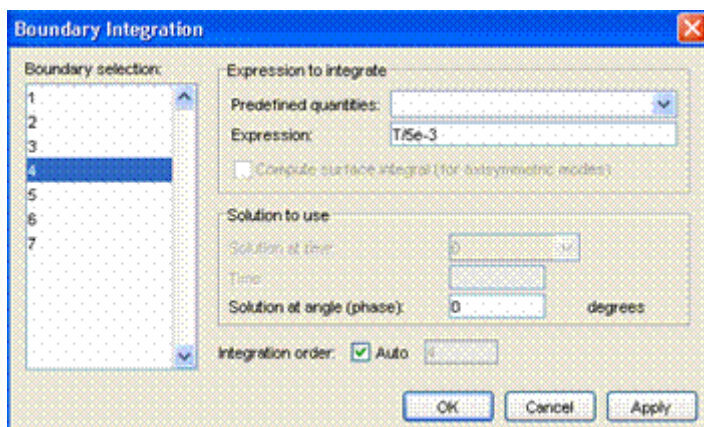 Boundary Integration
Boundary selection:
1
2
3
4
5
6
7
Expression to integrate
Predefined quantities:
Expression: T/5e-3
Compute surface integral (for axisymmetric modes)
Solution to use
Solution at time: 0
Time:
Solution at angle (phase): 0 degrees
Integration order: Auto 4
OK Cancel Apply